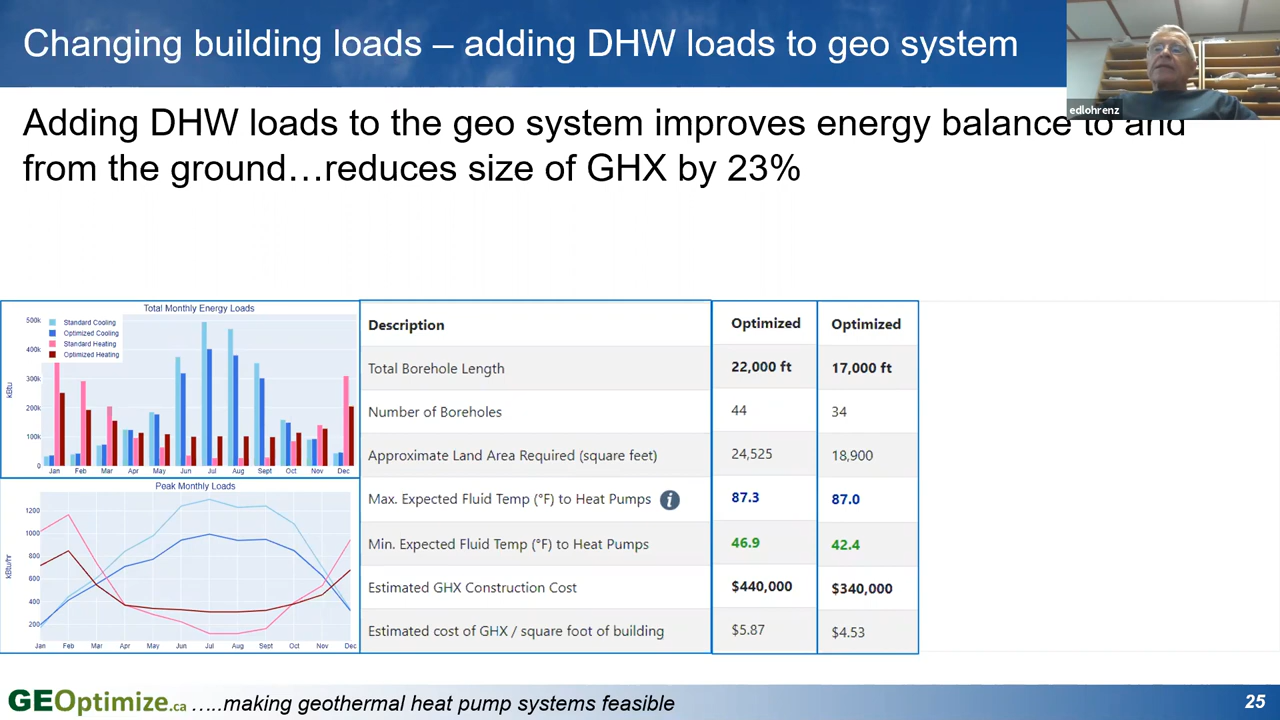 Changing building loads – adding DHW loads to geo system
edlohrenz
Adding DHW loads to the geo system improves energy balance to and
from the ground…reduces size of GHX by 23%
Total Monthly Energy Loads
500k
400k
300k
200k
100k
0
kBtu
Standard Cooling
Optimized Cooling
Standard Heating
Optimized Heating
Jan Feb Mar Apr May Jun Jul Aug Sept Oct Nov Dec
Peak Monthly Loads
1200
1000
800
600
400
200
kBtu/hr
Jan Feb Mar Apr May Jun Jul Aug Sept Oct Nov Dec
Description Optimized Optimized
Total Borehole Length 22,000 ft 17,000 ft
Number of Boreholes 44 34
Approximate Land Area Required (square feet) 24,525 18,900
Max. Expected Fluid Temp (°F) to Heat Pumps i 87.3 87.0
Min. Expected Fluid Temp (°F) to Heat Pumps 46.9 42.4
Estimated GHX Construction Cost $440,000 $340,000
Estimated cost of GHX / square foot of building $5.87 $4.53
GEOptimize.ca …..making geothermal heat pump systems feasible
25